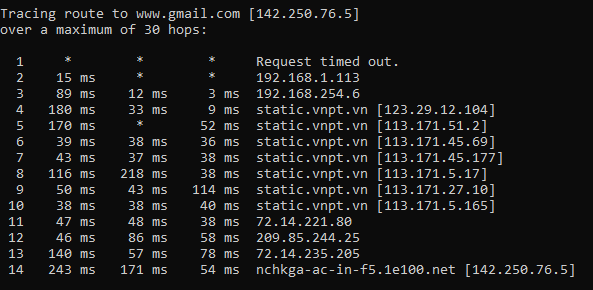 Tracing route to www.gmail.com [142.250.76.5]
over a maximum of 30 hops:
1 * * * Request timed out.
2 15 ms * * 192.168.1.113
3 89 ms 12 ms 3 ms 192.168.254.6
4 180 ms 33 ms 9 ms static.vnpt.vn [123.29.12.104]
5 170 ms * 52 ms static.vnpt.vn [113.171.51.2]
6 39 ms 38 ms 36 ms static.vnpt.vn [113.171.45.69]
7 43 ms 37 ms 38 ms static.vnpt.vn [113.171.45.177]
8 116 ms 218 ms 38 ms static.vnpt.vn [113.171.5.17]
9 50 ms 43 ms 114 ms static.vnpt.vn [113.171.27.10]
10 38 ms 38 ms 40 ms static.vnpt.vn [113.171.5.165]
11 47 ms 48 ms 38 ms 72.14.221.80
12 46 ms 86 ms 58 ms 209.85.244.25
13 140 ms 57 ms 78 ms 72.14.235.205
14 243 ms 171 ms 54 ms nchkga-ac-in-f5.1e100.net [142.250.76.5]